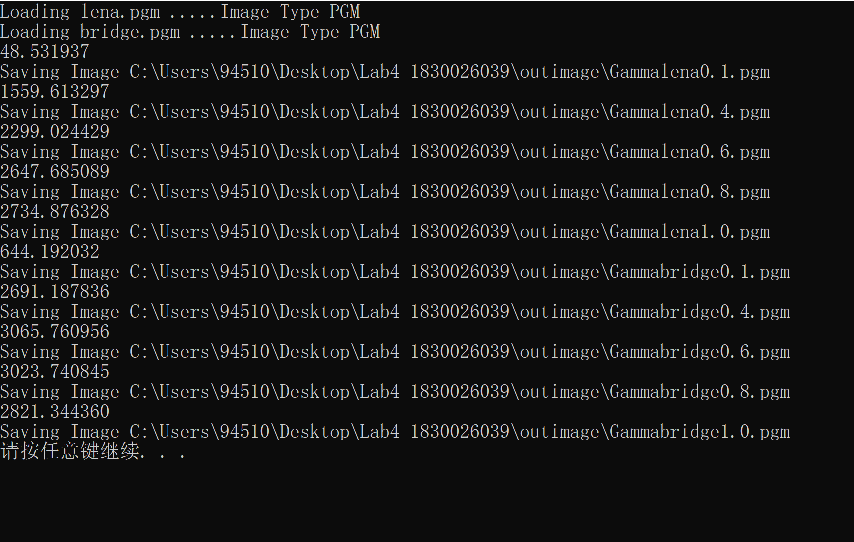 Loading lena.pgm .....Image Type PGM
Loading bridge.pgm .....Image Type PGM
48.531937
Saving Image C:\Users\94510\Desktop\Lab4 1830026039\outimage\Gammalena0.1.pgm
1559.613297
Saving Image C:\Users\94510\Desktop\Lab4 1830026039\outimage\Gammalena0.4.pgm
2299.024429
Saving Image C:\Users\94510\Desktop\Lab4 1830026039\outimage\Gammalena0.6.pgm
2647.685089
Saving Image C:\Users\94510\Desktop\Lab4 1830026039\outimage\Gammalena0.8.pgm
2734.876328
Saving Image C:\Users\94510\Desktop\Lab4 1830026039\outimage\Gammalena1.0.pgm
644.192032
Saving Image C:\Users\94510\Desktop\Lab4 1830026039\outimage\Gammabridge0.1.pgm
2691.187836
Saving Image C:\Users\94510\Desktop\Lab4 1830026039\outimage\Gammabridge0.4.pgm
3065.760956
Saving Image C:\Users\94510\Desktop\Lab4 1830026039\outimage\Gammabridge0.6.pgm
3023.740845
Saving Image C:\Users\94510\Desktop\Lab4 1830026039\outimage\Gammabridge0.8.pgm
2821.344360
Saving Image C:\Users\94510\Desktop\Lab4 1830026039\outimage\Gammabridge1.0.pgm
请按任意键继续. . .